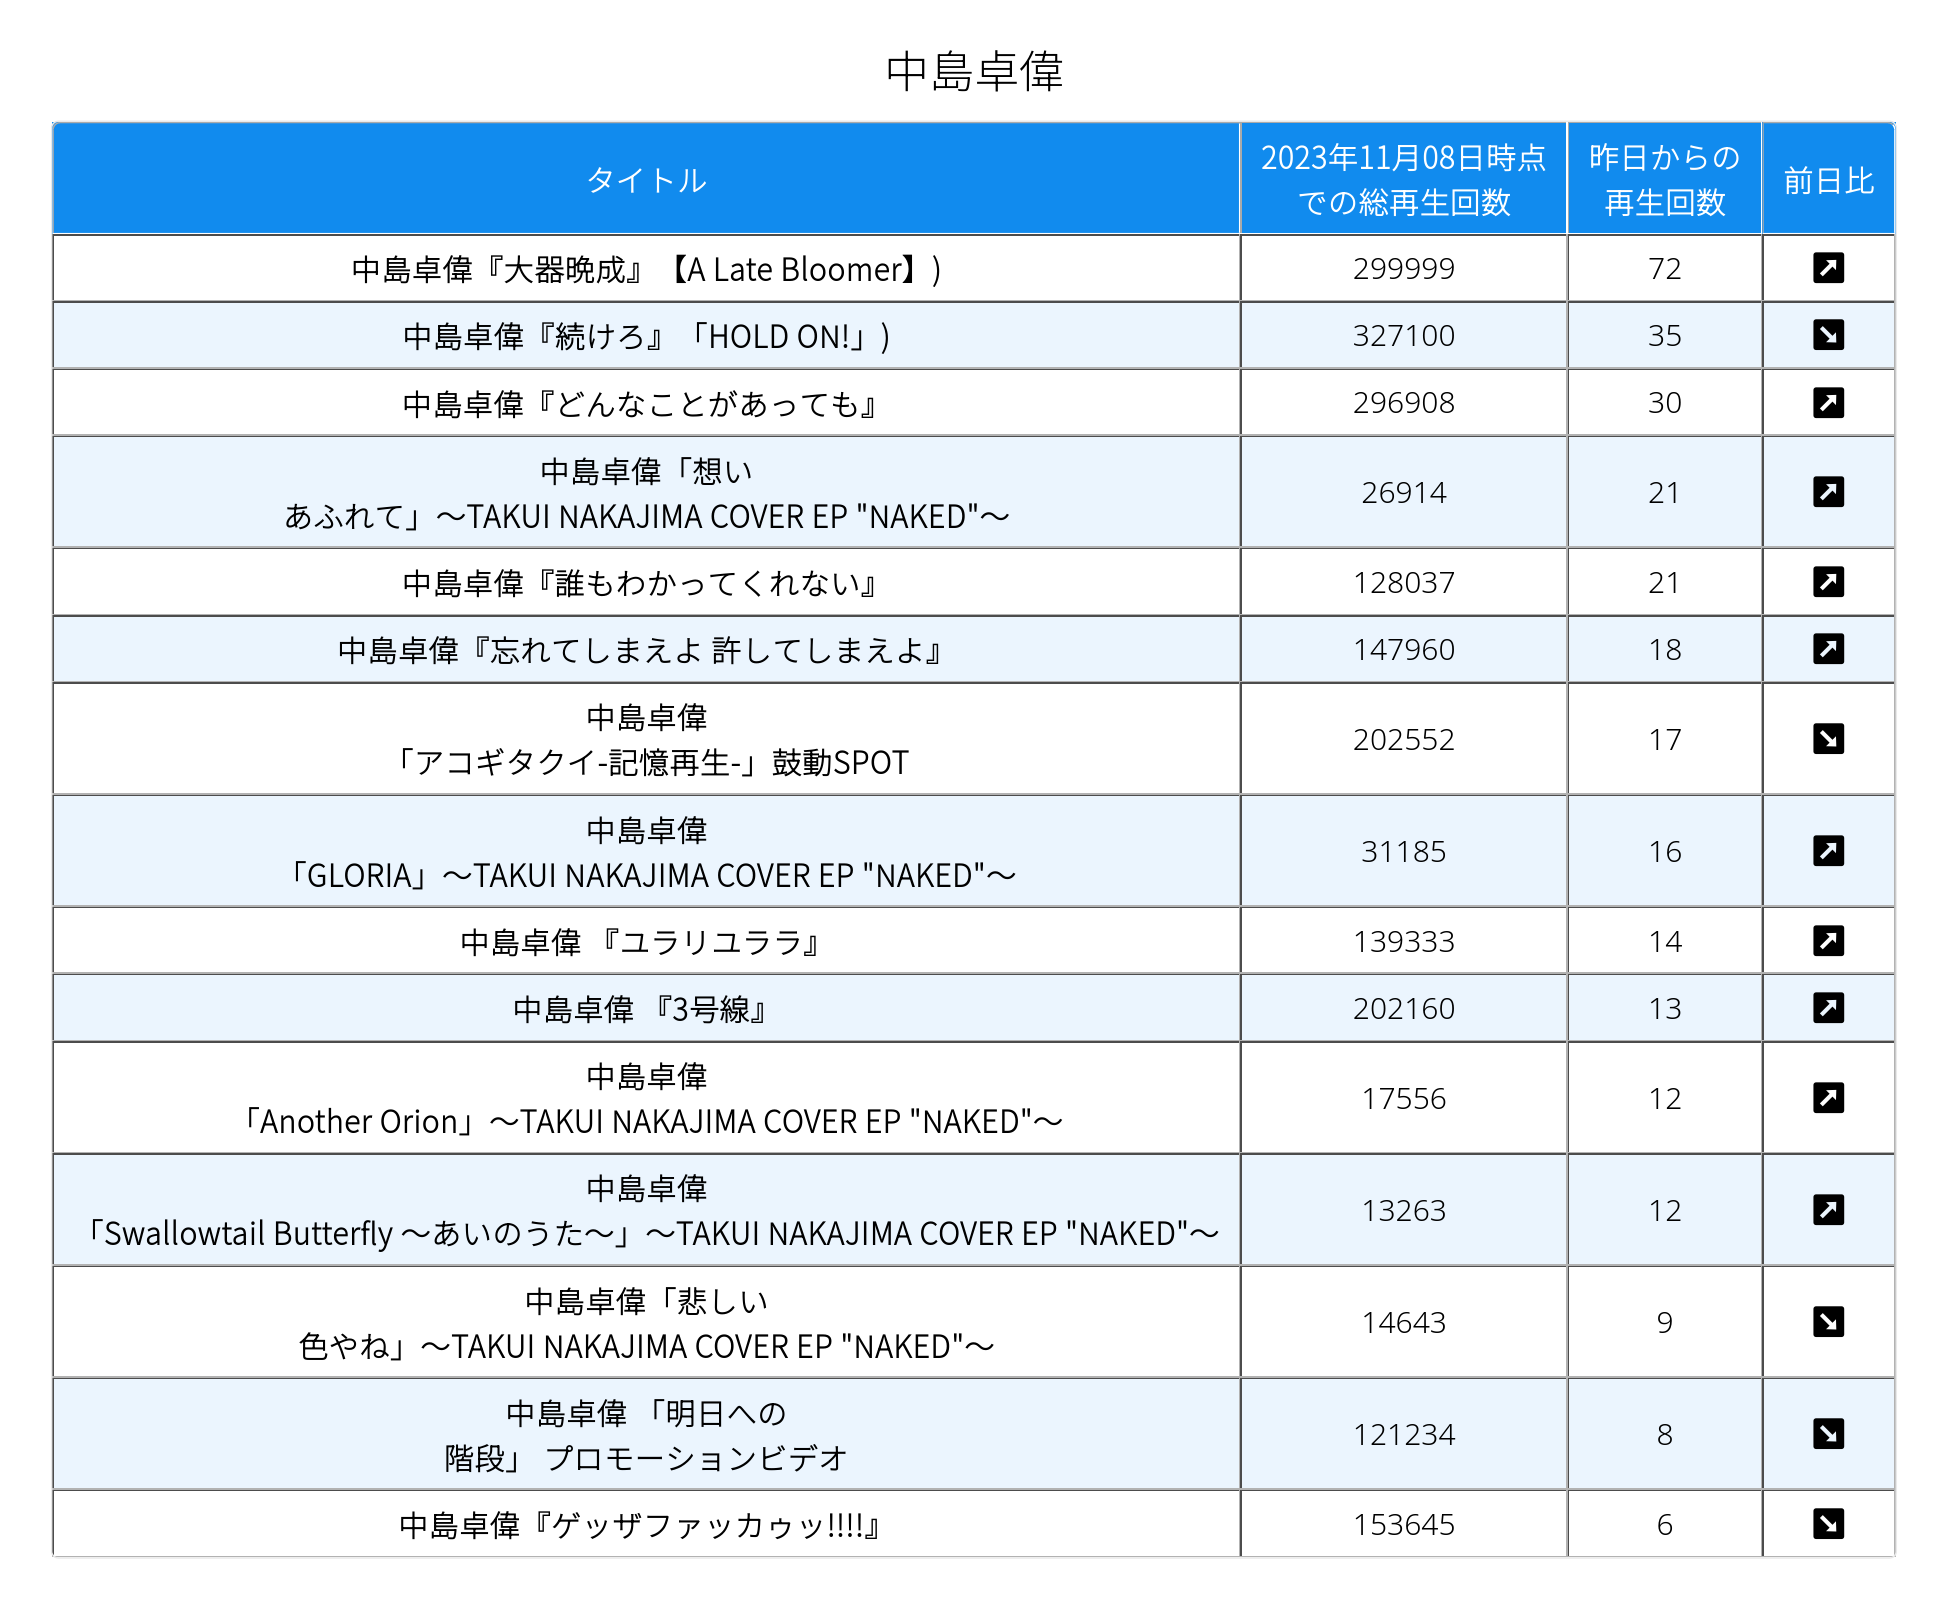 中島卓偉
タイトル
2023年11月08日時点
での総再生回数
昨日からの
再生回数
前日比
中島卓偉『大器晩成』【A Late Bloomer】)
299999
72
中島卓偉『続けろ』「HOLD ON!」)
327100
35
中島卓偉『どんなことがあっても』
296908
30
中島卓偉「想い
あふれて」～TAKUI NAKAJIMA COVER EP "NAKED"～
26914
21
中島卓偉『誰もわかってくれない』
128037
21
中島卓偉『忘れてしまえよ 許してしまえよ』
147960
18
中島卓偉
「アコギタクイ-記憶再生-」鼓動SPOT
202552
17
中島卓偉
「GLORIA」～TAKUI NAKAJIMA COVER EP "NAKED"～
31185
16
中島卓偉 『ユラリユララ』
139333
14
中島卓偉 『3号線』
202160
13
中島卓偉
「Another Orion」～TAKUI NAKAJIMA COVER EP "NAKED"～
17556
12
中島卓偉
「Swallowtail Butterfly ～あいのうた～」～TAKUI NAKAJIMA COVER EP "NAKED"～
13263
12
中島卓偉「悲しい
色やね」～TAKUI NAKAJIMA COVER EP "NAKED"～
14643
9
中島卓偉 「明日への
階段」 プロモーションビデオ
121234
8
中島卓偉『ゲッザファッカゥッ!!!!』
153645
6